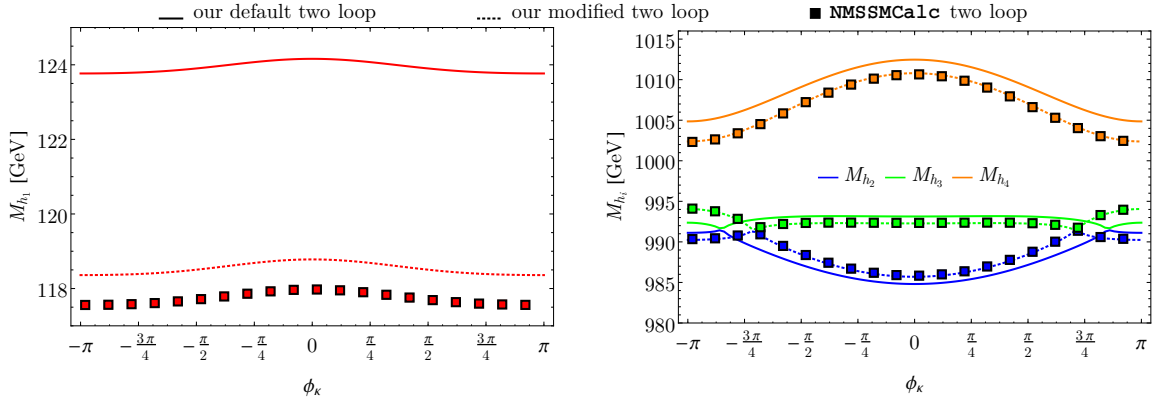 our default two loop our modified two loop NMSSMCalc two loop
M_{h_1} [GeV]
124
122
120
118
−π −3π/4 −π/2 −π/4 0 π/4 π/2 3π/4 π
ϕ_κ
M_{h_i} [GeV]
1015
1010
1005
1000
995
990
985
980
M_{h_2} M_{h_3} M_{h_4}
−π −3π/4 −π/2 −π/4 0 π/4 π/2 3π/4 π
ϕ_κ